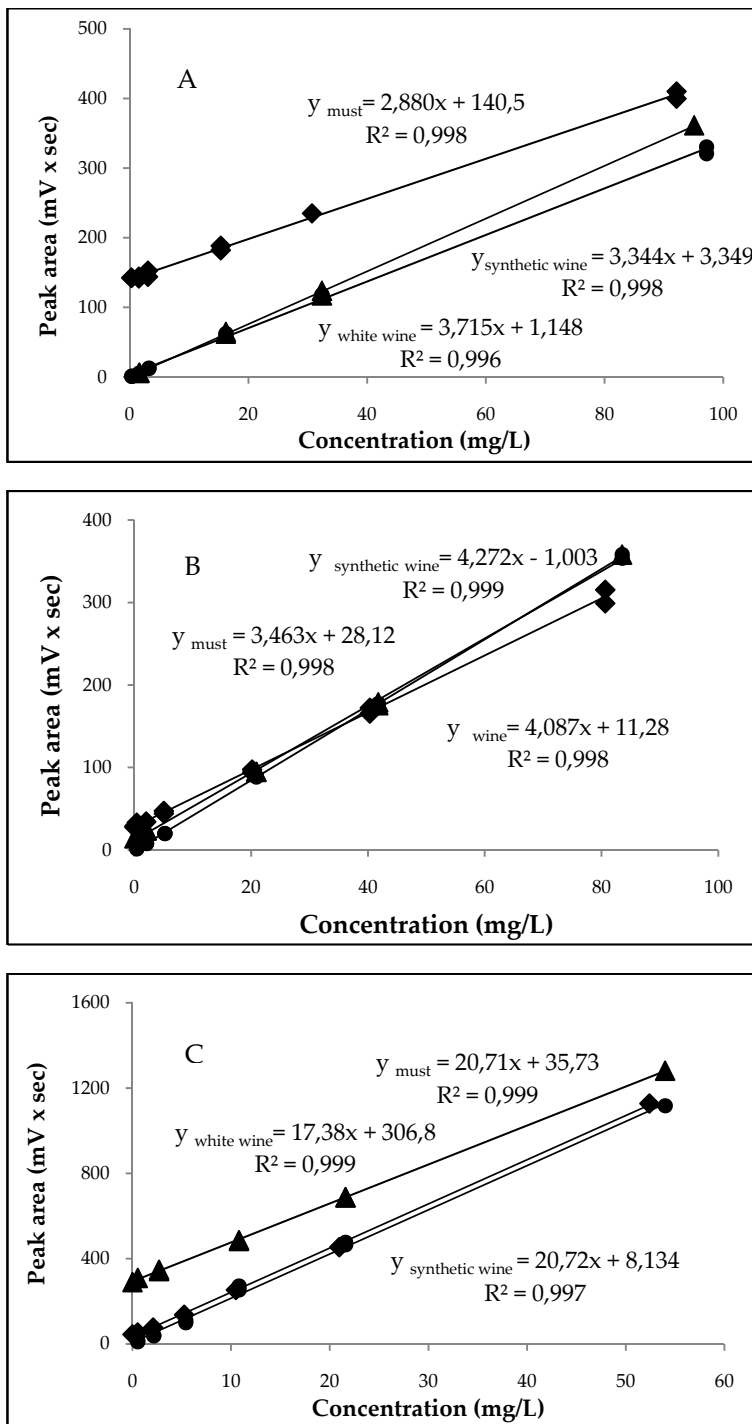 500
A
y must = 2,880x + 140,5
R² = 0,998
400
300
200
y synthetic wine = 3,344x + 3,349
R² = 0,998
100
y white wine = 3,715x + 1,148
R² = 0,996
0
0 20 40 60 80 100
Peak area (mV x sec)
Concentration (mg/L)
400
B
y synthetic wine = 4,272x - 1,003
R² = 0,999
300
y must = 3,463x + 28,12
R² = 0,998
200
y wine = 4,087x + 11,28
R² = 0,998
100
0
0 20 40 60 80 100
Peak area (mV x sec)
Concentration (mg/L)
1600
C
y must = 20,71x + 35,73
R² = 0,999
1200
y white wine = 17,38x + 306,8
R² = 0,999
800
400
y synthetic wine = 20,72x + 8,134
R² = 0,997
0
0 10 20 30 40 50 60
Peak area (mV x sec)
Concentration (mg/L)